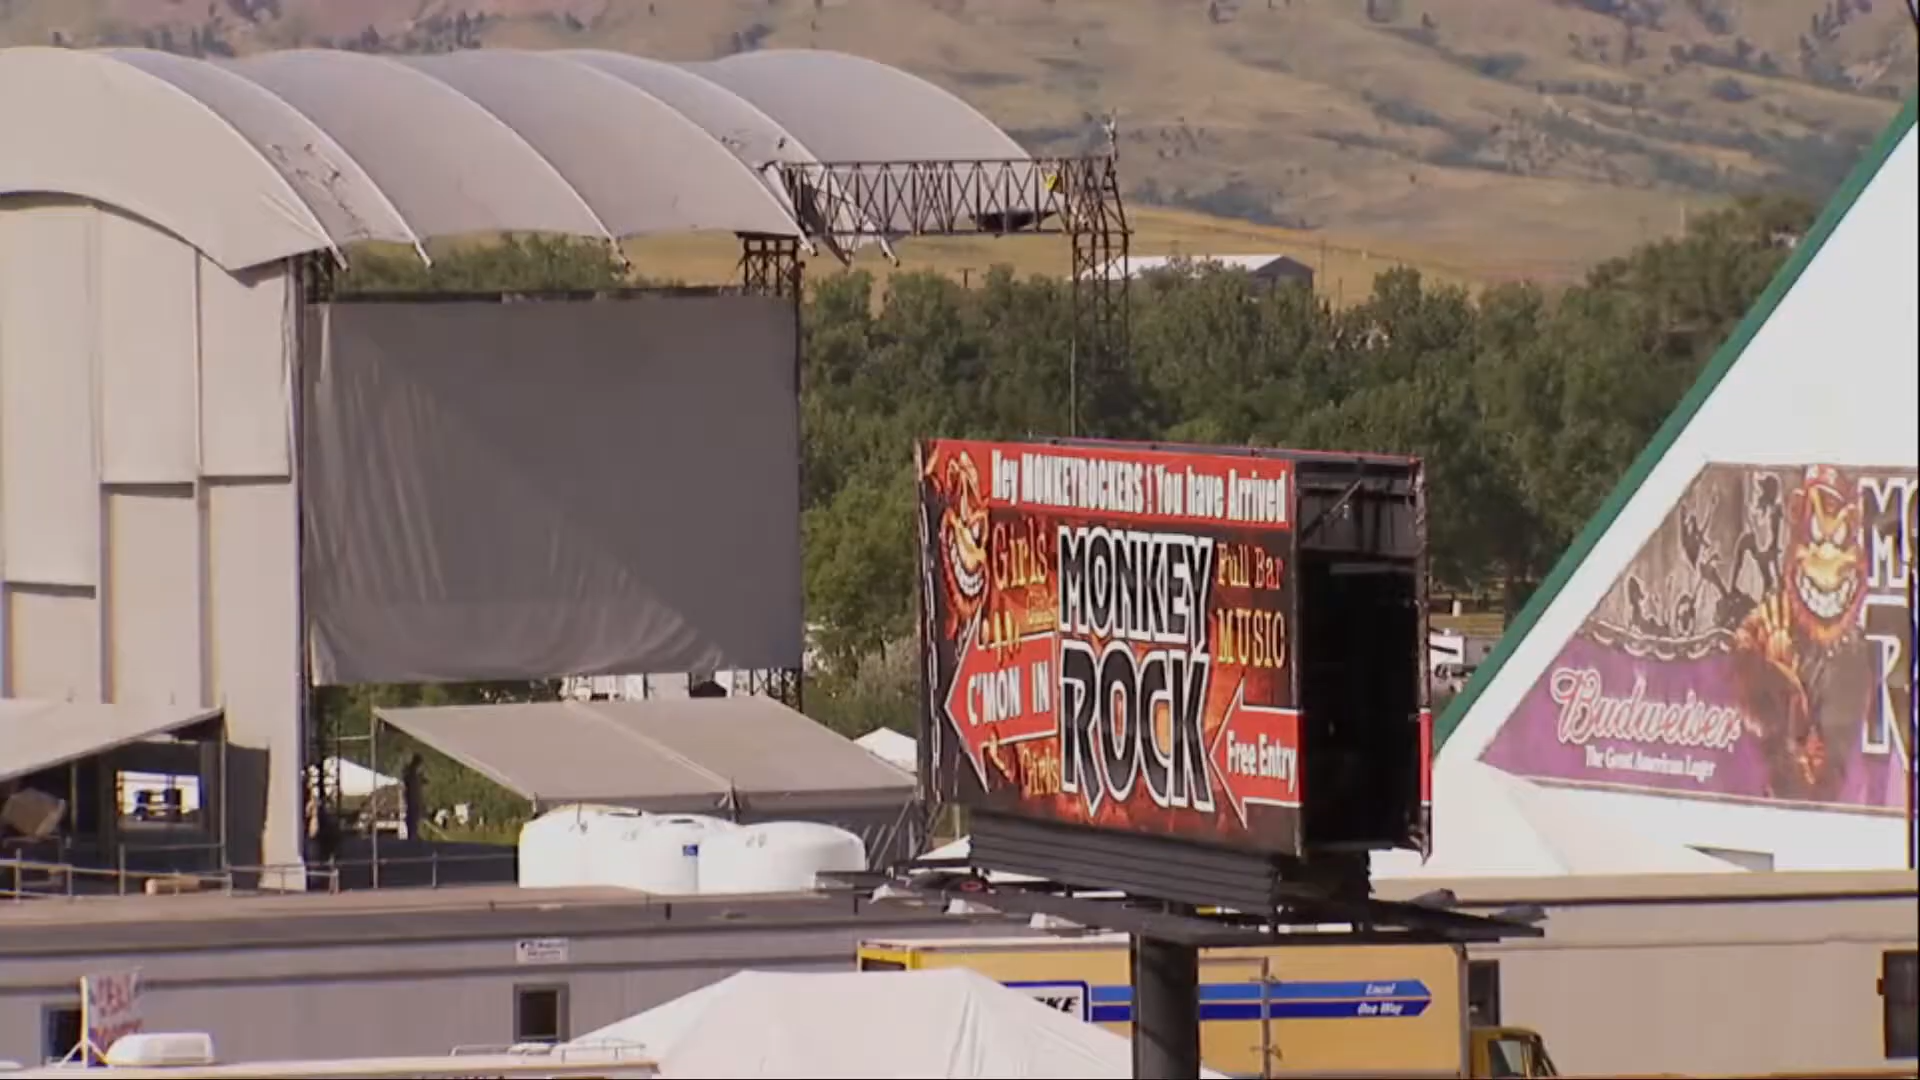 Hey MONKEYROCKERS! You have Arrived
Girls
MONKEY
ROCK
Full Bar
MUSIC
C'MON IN
Free Entry
Girls
Budweiser
The Great American Lager
Local
One Way